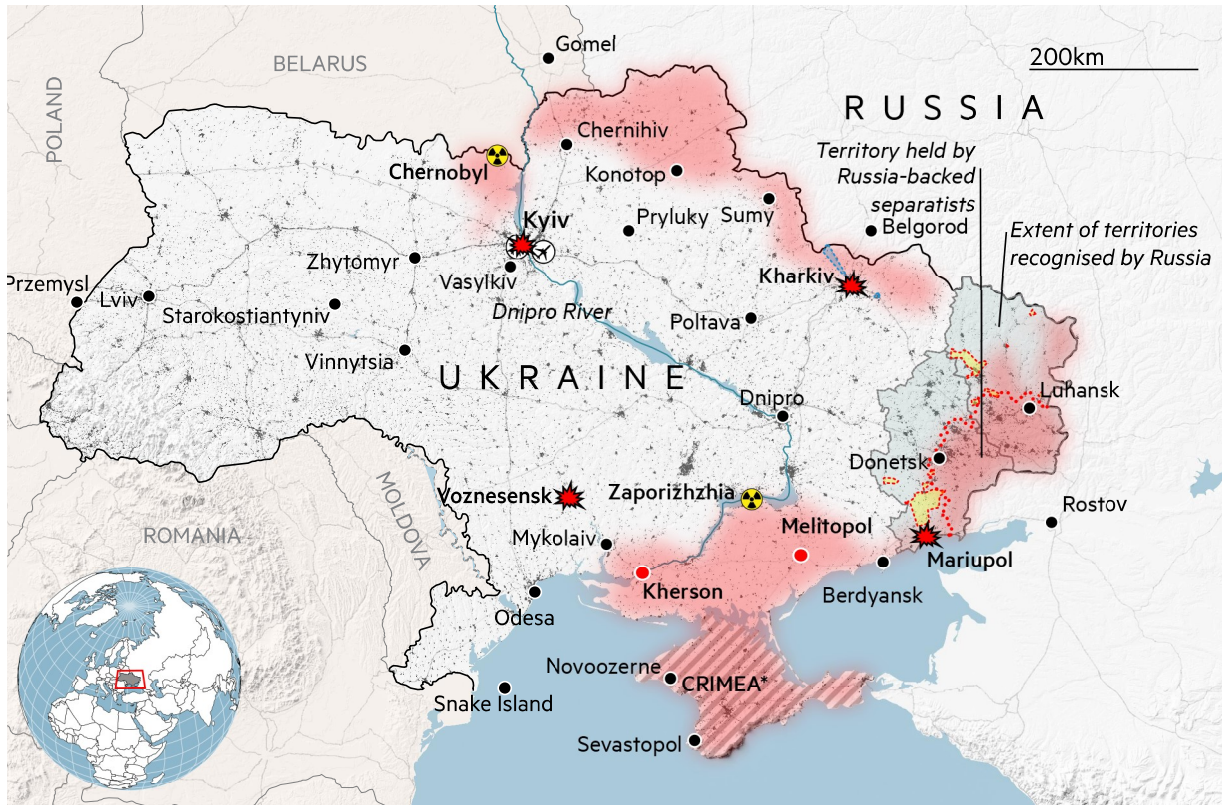 Gomel
BELARUS
200km
POLAND
RUSSIA
Chernihiv
Territory held by
Russia-backed
separatists
Chernobyl
Konotop
Kyiv
Pryluky
Sumy
Belgorod
Extent of territories
recognised by Russia
Zhytomyr
Vasylkiv
Kharkiv
Przemysl
Lviv
Starokostiantyniv
Dnipro River
Poltava
Vinnytsia
UKRAINE
Dnipro
Luhansk
Donetsk
MOLDOVA
Voznesensk
Zaporizhzhia
Rostov
ROMANIA
Mykolaiv
Melitopol
Mariupol
Kherson
Berdyansk
Odesa
Novoozerne
CRIMEA*
Snake Island
Sevastopol